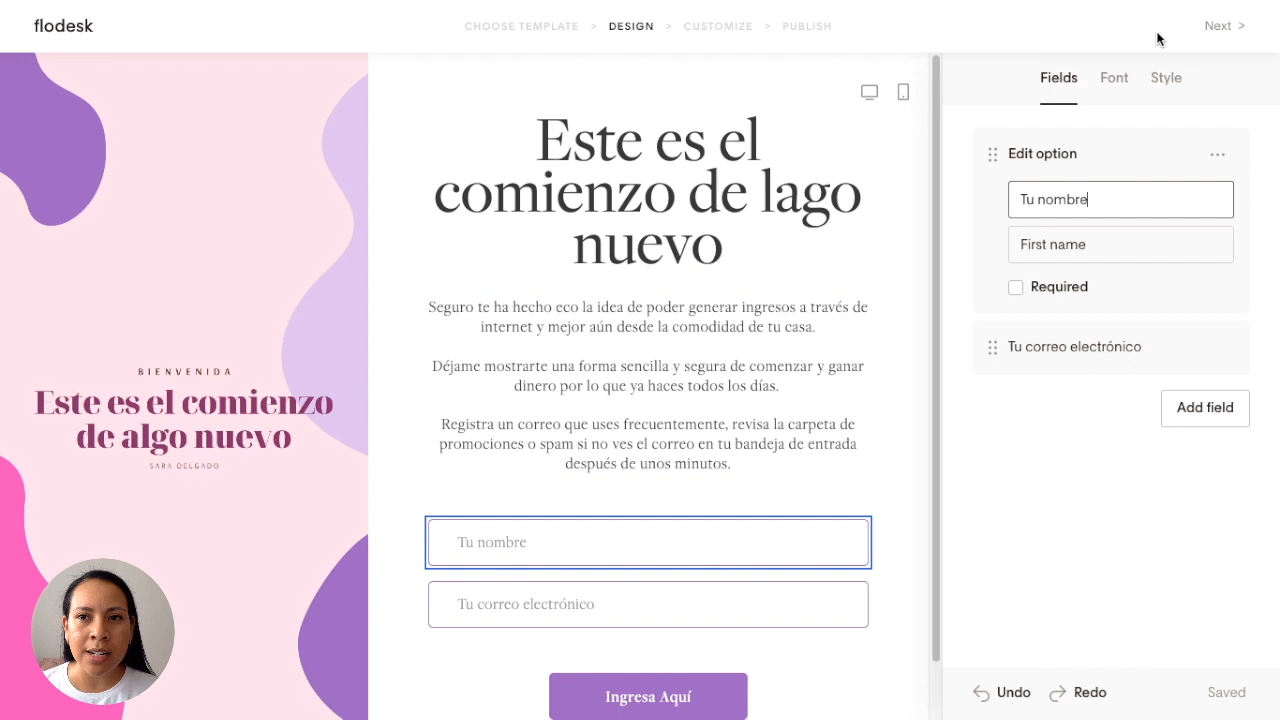 flodesk
CHOOSE TEMPLATE > DESIGN > CUSTOMIZE > PUBLISH
Next >
BIENVENIDA
Este es el comienzo
de algo nuevo
SARA DELGADO
Este es el
comienzo de lago
nuevo
Seguro te ha hecho eco la idea de poder generar ingresos a través de
internet y mejor aún desde la comodidad de tu casa.
Déjame mostrarte una forma sencilla y segura de comenzar y ganar
dinero por lo que ya haces todos los días.
Registra un correo que uses frecuentemente, revisa la carpeta de
promociones o spam si no ves el correo en tu bandeja de entrada
después de unos minutos.
Tu nombre
Tu correo electrónico
Ingresa Aquí
Fields Font Style
Edit option
Tu nombre
First name
Required
Tu correo electrónico
Add field
Undo Redo Saved